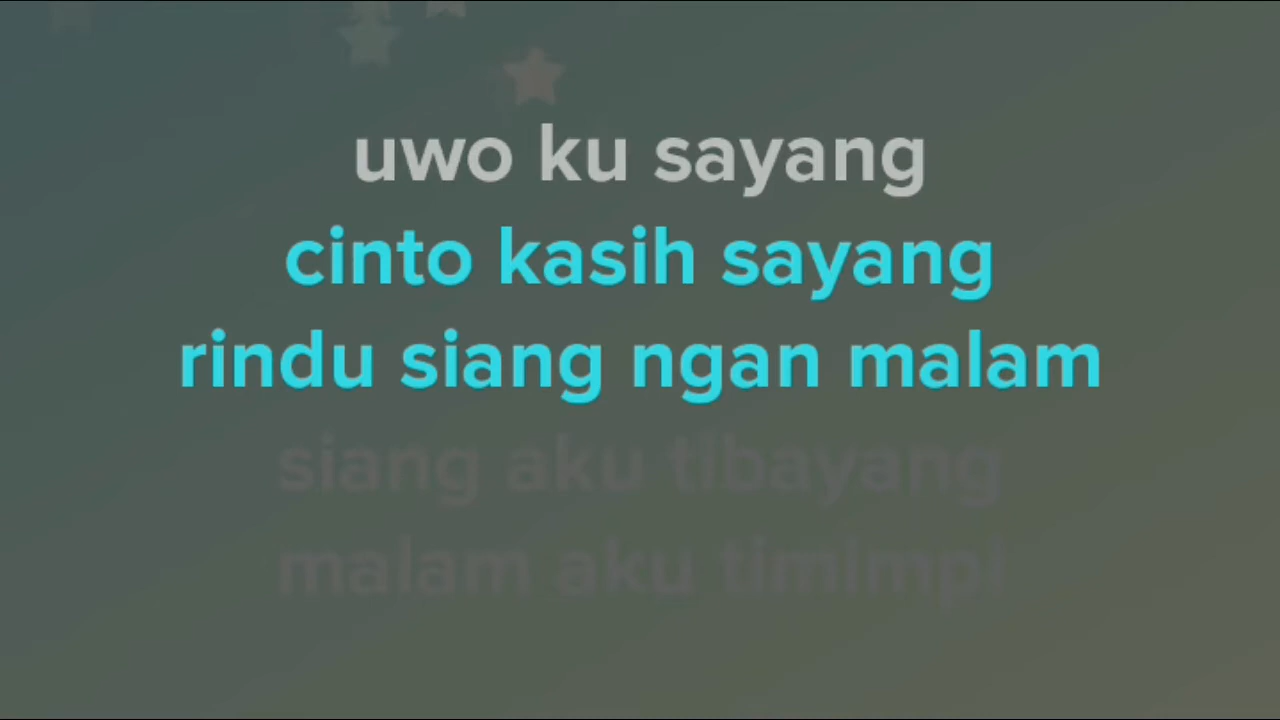 uwo ku sayang
cinto kasih sayang
rindu siang ngan malam
siang aku tibayang
malam aku timimpi